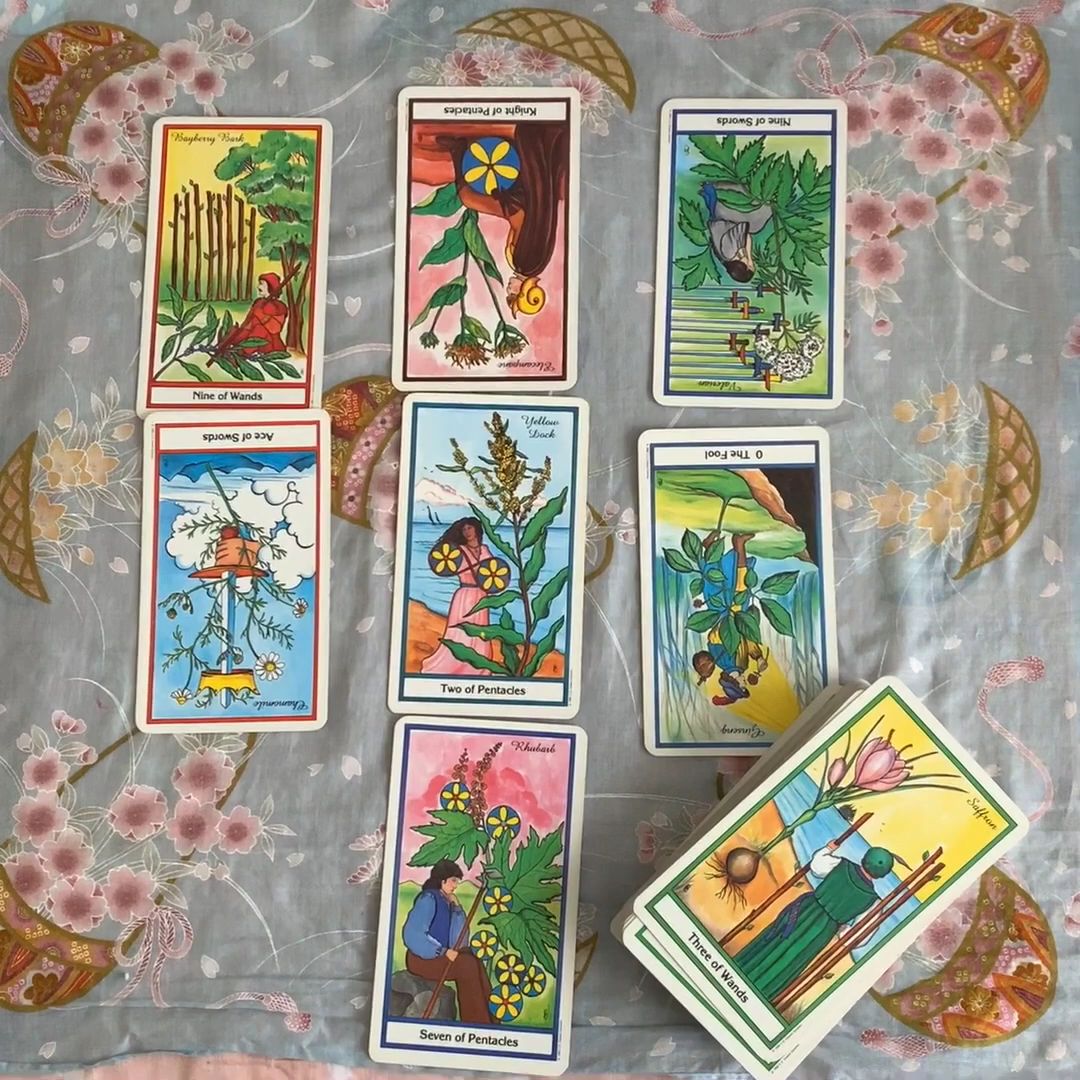 Bayberry Bark
Nine of Wands
Knight of Pentacles
Elecampane
Nine of Swords
Valerian
Ace of Swords
Chamomile
Yellow
Dock
Two of Pentacles
0 The Fool
Ginseng
Rhubarb
Seven of Pentacles
Saffron
Three of Wands